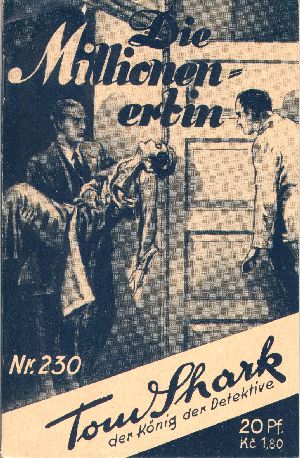 Die
Millionen=
erbin
Nr. 230
Tom Shark
der König der Detektive
20 Pf.
Kč 1,80